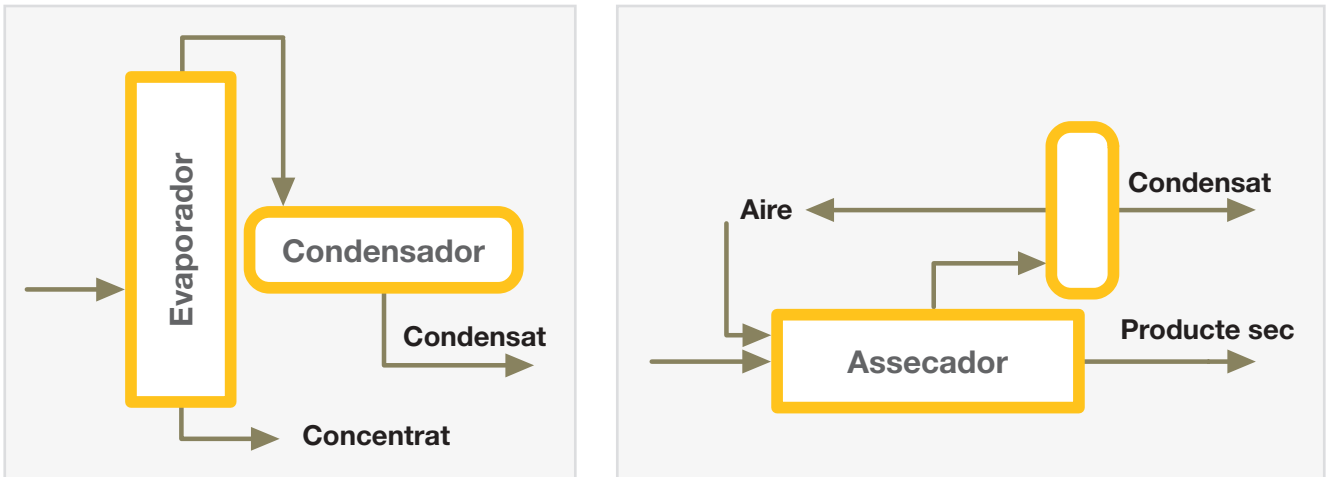 Evaporador
Condensador
Condensat
Concentrat
Aire
Condensat
Producte sec
Assecador